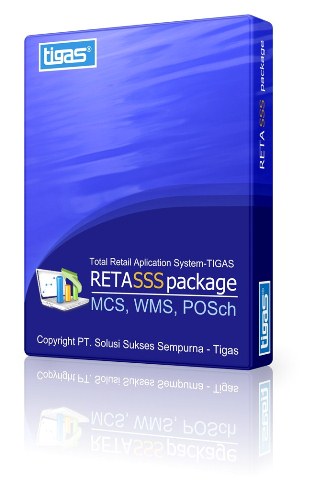 tigas®
Total Retail Aplication System-TIGAS
RETASSS package
MCS, WMS, POSch
Copyright PT. Solusi Sukses Sempurna - Tigas
RETA SSS package
tigas®